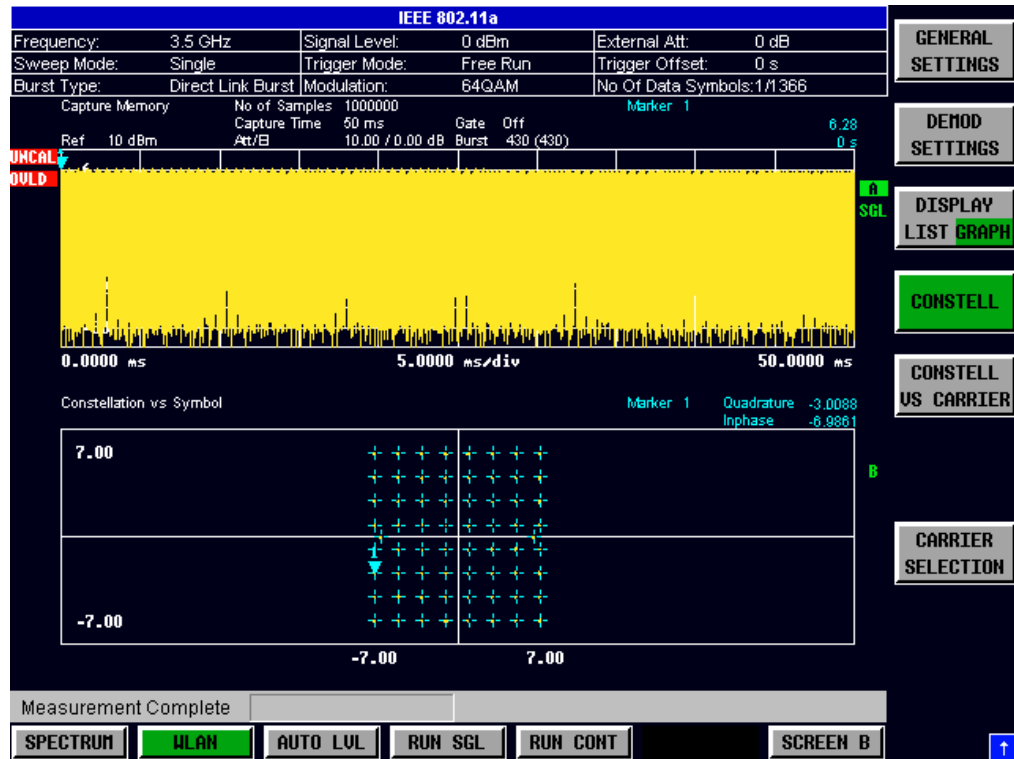 IEEE 802.11a
Frequency: 3.5 GHz Signal Level: 0 dBm External Att: 0 dB
Sweep Mode: Single Trigger Mode: Free Run Trigger Offset: 0 s
Burst Type: Direct Link Burst Modulation: 64QAM No Of Data Symbols:1/1366
Capture Memory No of Samples 1000000 Marker 1
Capture Time 50 ms Gate Off 6.28
Ref 10 dBm Att/El 10.00 / 0.00 dB Burst 430 (430) 0 s
UNCAL
OVLD
A
SGL
0.0000 ms 5.0000 ms/div 50.0000 ms
Constellation vs Symbol Marker 1 Quadrature -3.0088
Inphase -6.9861
7.00
B
1
-7.00
-7.00 7.00
Measurement Complete
SPECTRUM WLAN AUTO LVL RUN SGL RUN CONT SCREEN B
GENERAL
SETTINGS
DEMOD
SETTINGS
DISPLAY
LIST GRAPH
CONSTELL
CONSTELL
VS CARRIER
CARRIER
SELECTION
↑